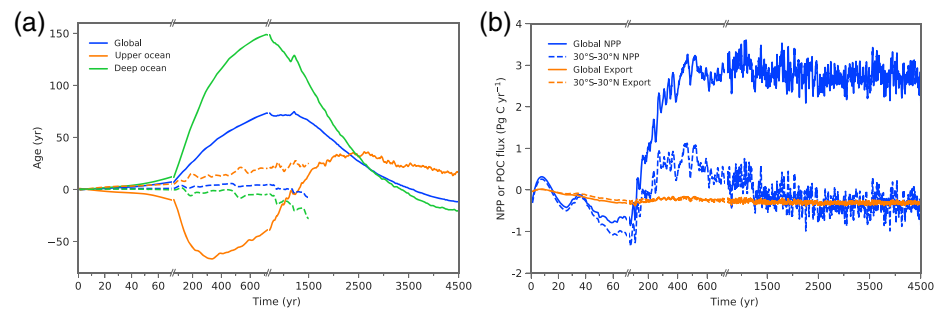 (a)
Global
Upper ocean
Deep ocean
Age (yr)
150
100
50
0
−50
0 20 40 60 200 400 600 1500 2500 3500 4500
Time (yr)
(b)
Global NPP
30°S-30°N NPP
Global Export
30°S-30°N Export
NPP or POC flux (Pg C yr⁻¹)
4
3
2
1
0
−1
−2
0 20 40 60 200 400 600 1500 2500 3500 4500
Time (yr)